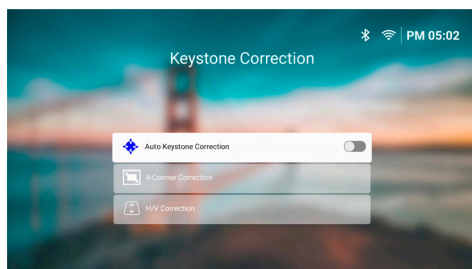 PM 05:02
Keystone Correction
Auto Keystone Correction
4-Corner Correction
H/V Correction